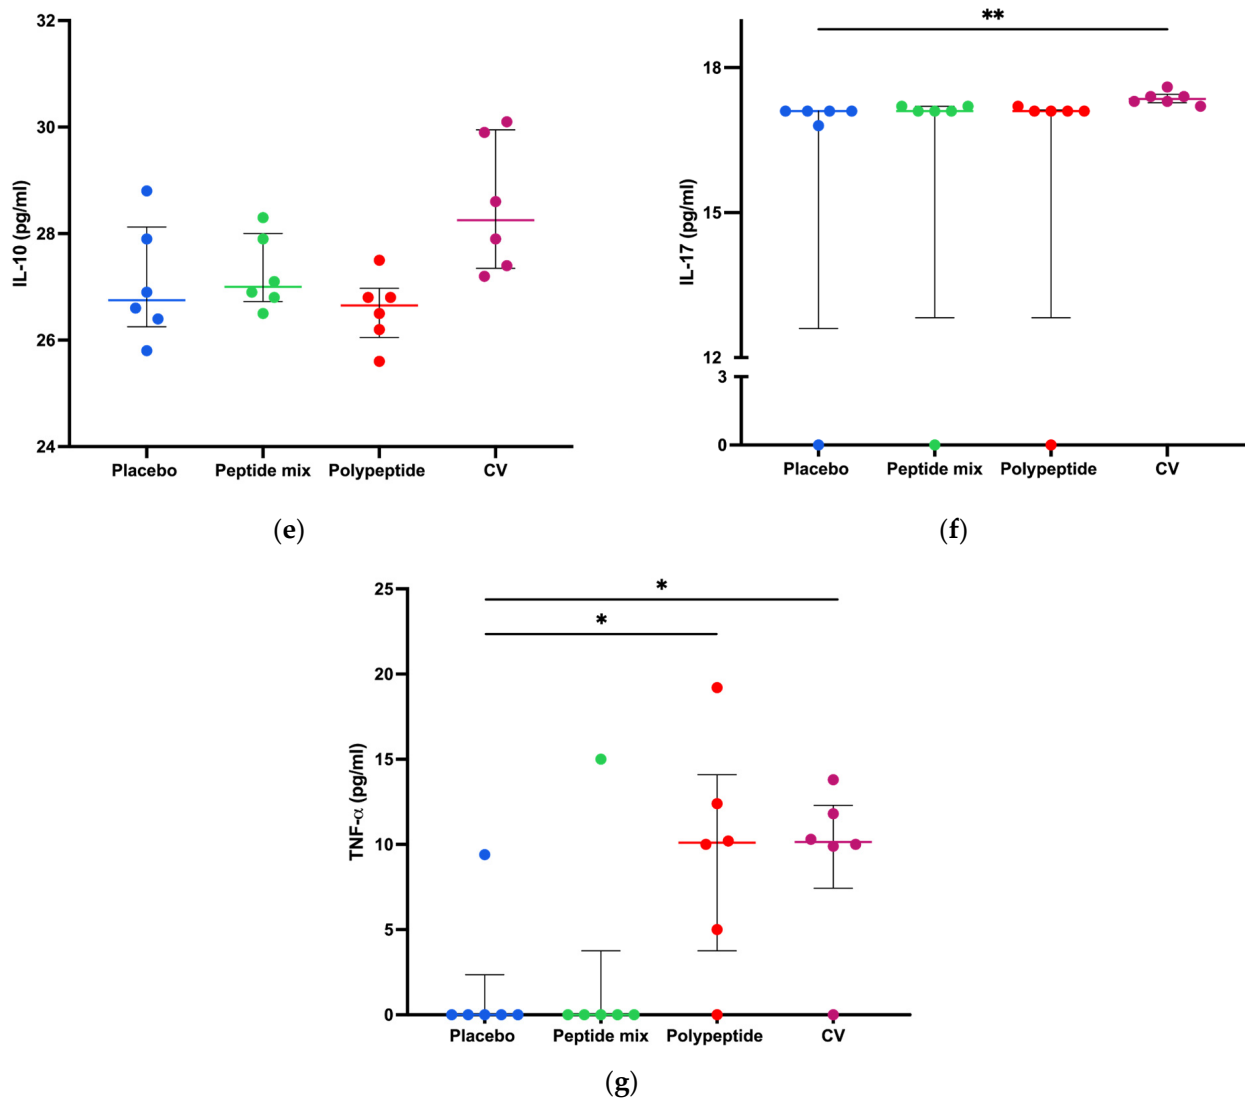 32
30
28
26
24
IL-10 (pg/ml)
Placebo
Peptide mix
Polypeptide
CV
(e)
**
18
15
12
3
0
IL-17 (pg/ml)
Placebo
Peptide mix
Polypeptide
CV
(f)
*
*
25
20
15
10
5
0
TNF-α (pg/ml)
Placebo
Peptide mix
Polypeptide
CV
(g)